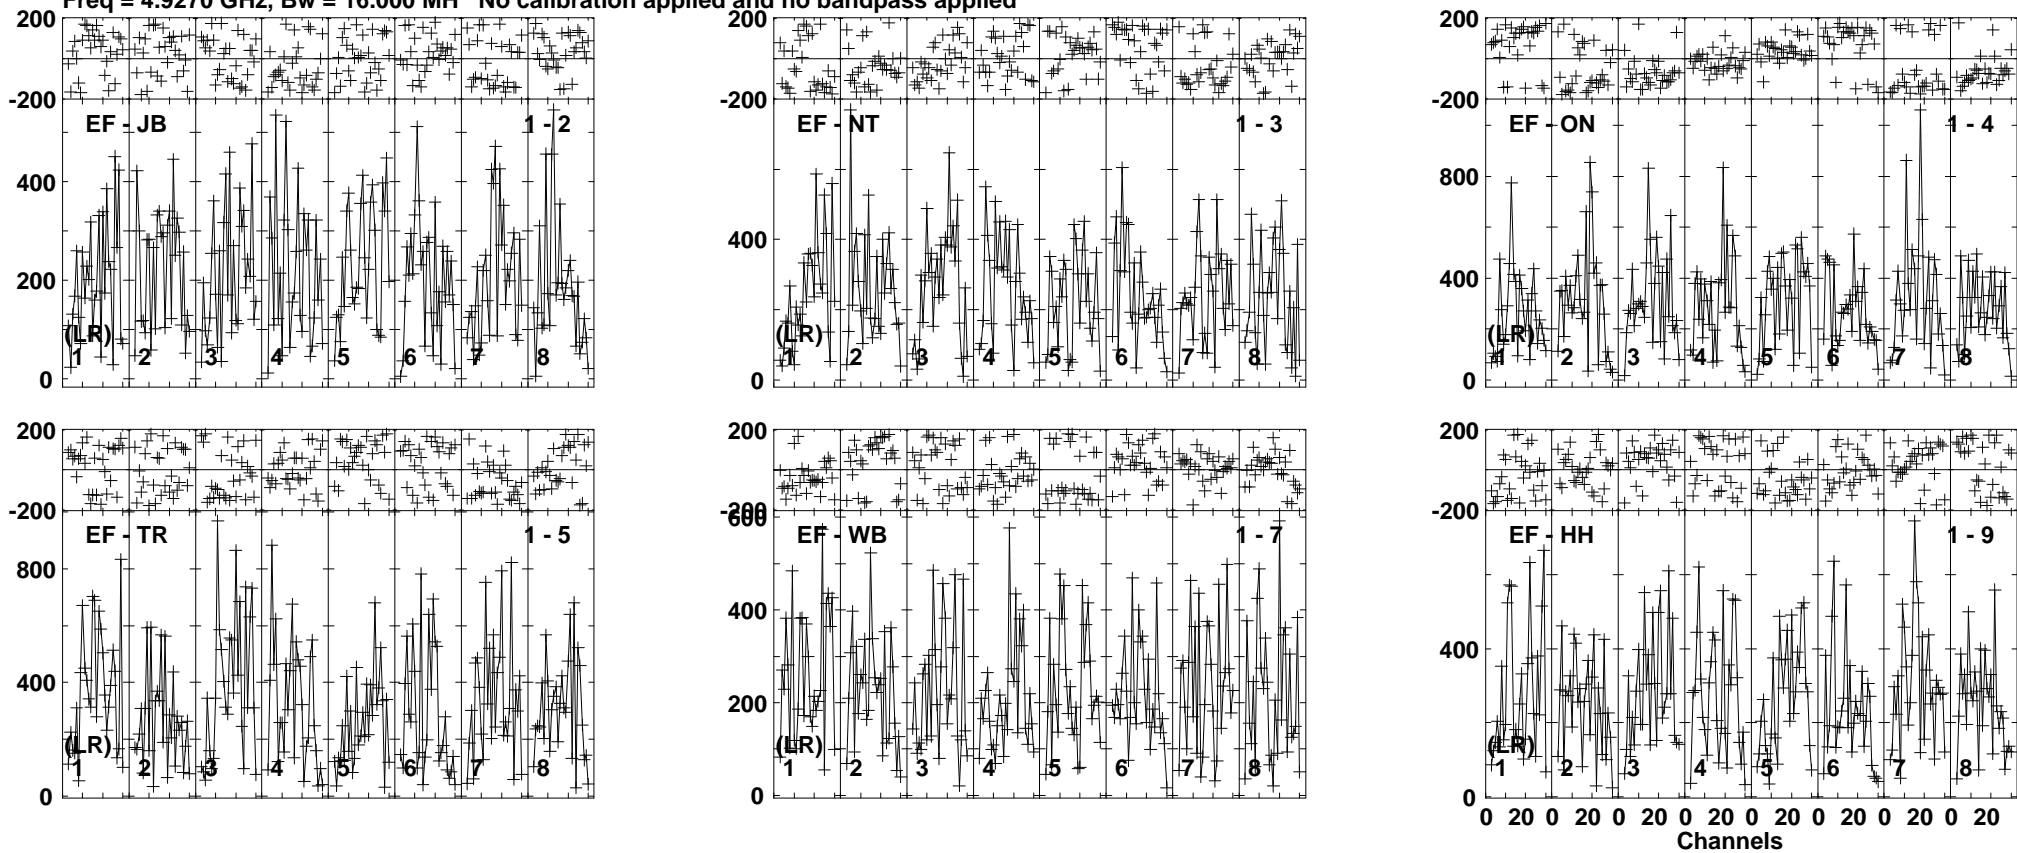 Freq = 4.9270 GHz, Bw = 16.000 MH No calibration applied and no bandpass applied
200
-200
EF - JB 1 - 2
400
200
0
(LR)
1 2 3 4 5 6 7 8
200
-200
EF - NT 1 - 3
400
0
(LR)
1 2 3 4 5 6 7 8
200
-200
EF - ON 1 - 4
800
400
0
(LR)
1 2 3 4 5 6 7 8
200
-200
EF - TR 1 - 5
800
400
0
(LR)
1 2 3 4 5 6 7 8
200
-200
600
EF - WB 1 - 7
400
200
0
(LR)
1 2 3 4 5 6 7 8
200
-200
EF - HH 1 - 9
400
0
(LR)
1 2 3 4 5 6 7 8
0 20 0 20 0 20 0 20 0 20 0 20 0 20 0 20
Channels